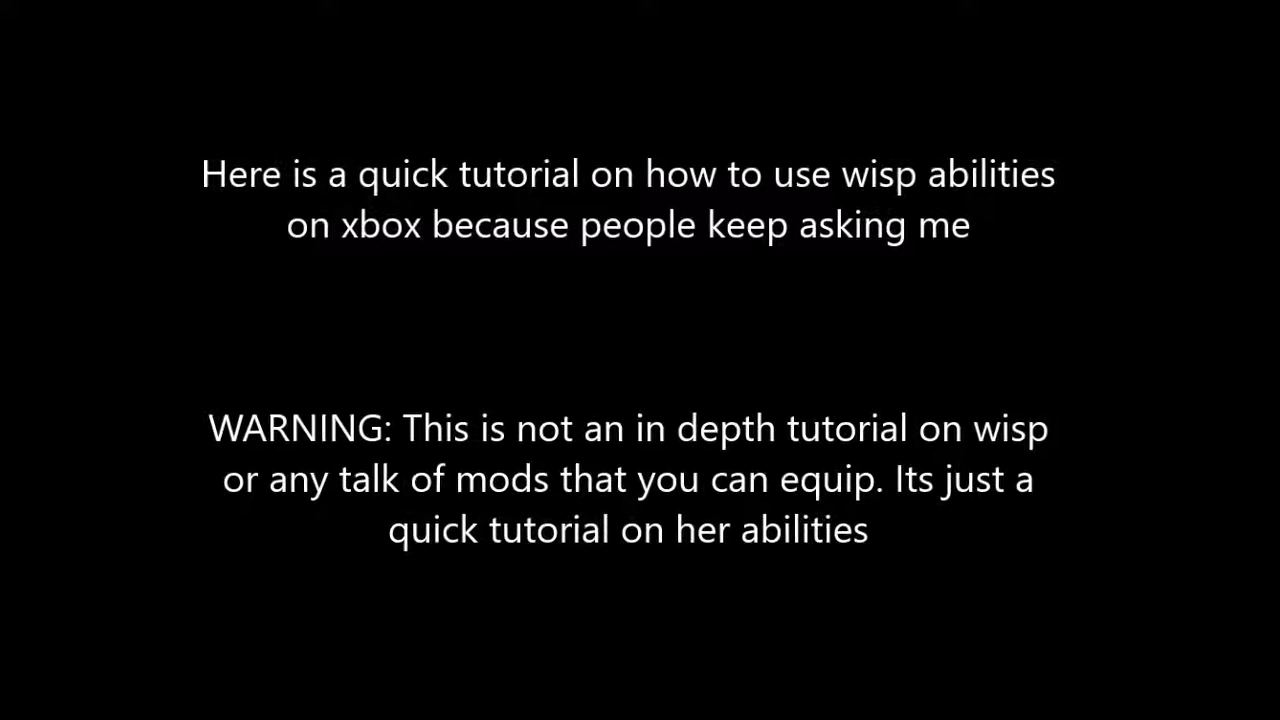 Here is a quick tutorial on how to use wisp abilities
on xbox because people keep asking me
WARNING: This is not an in depth tutorial on wisp
or any talk of mods that you can equip. Its just a
quick tutorial on her abilities